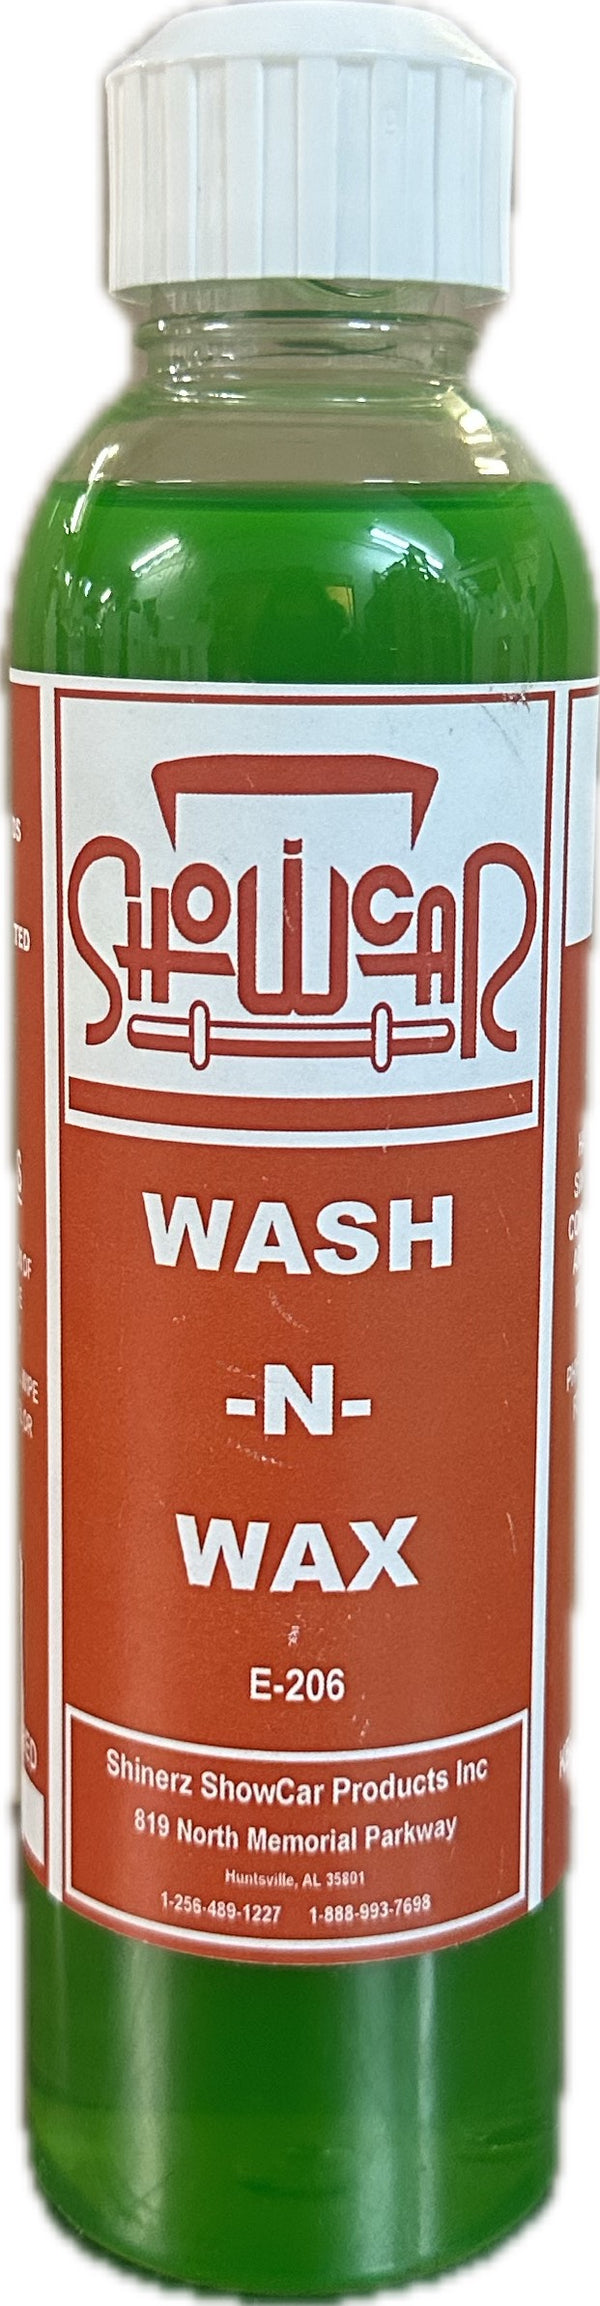 SHOWCAR
WASH
-N-
WAX
E-206
Shinerz ShowCar Products Inc
819 North Memorial Parkway
Huntsville, AL 35801
1-256-489-1227 1-888-993-7698